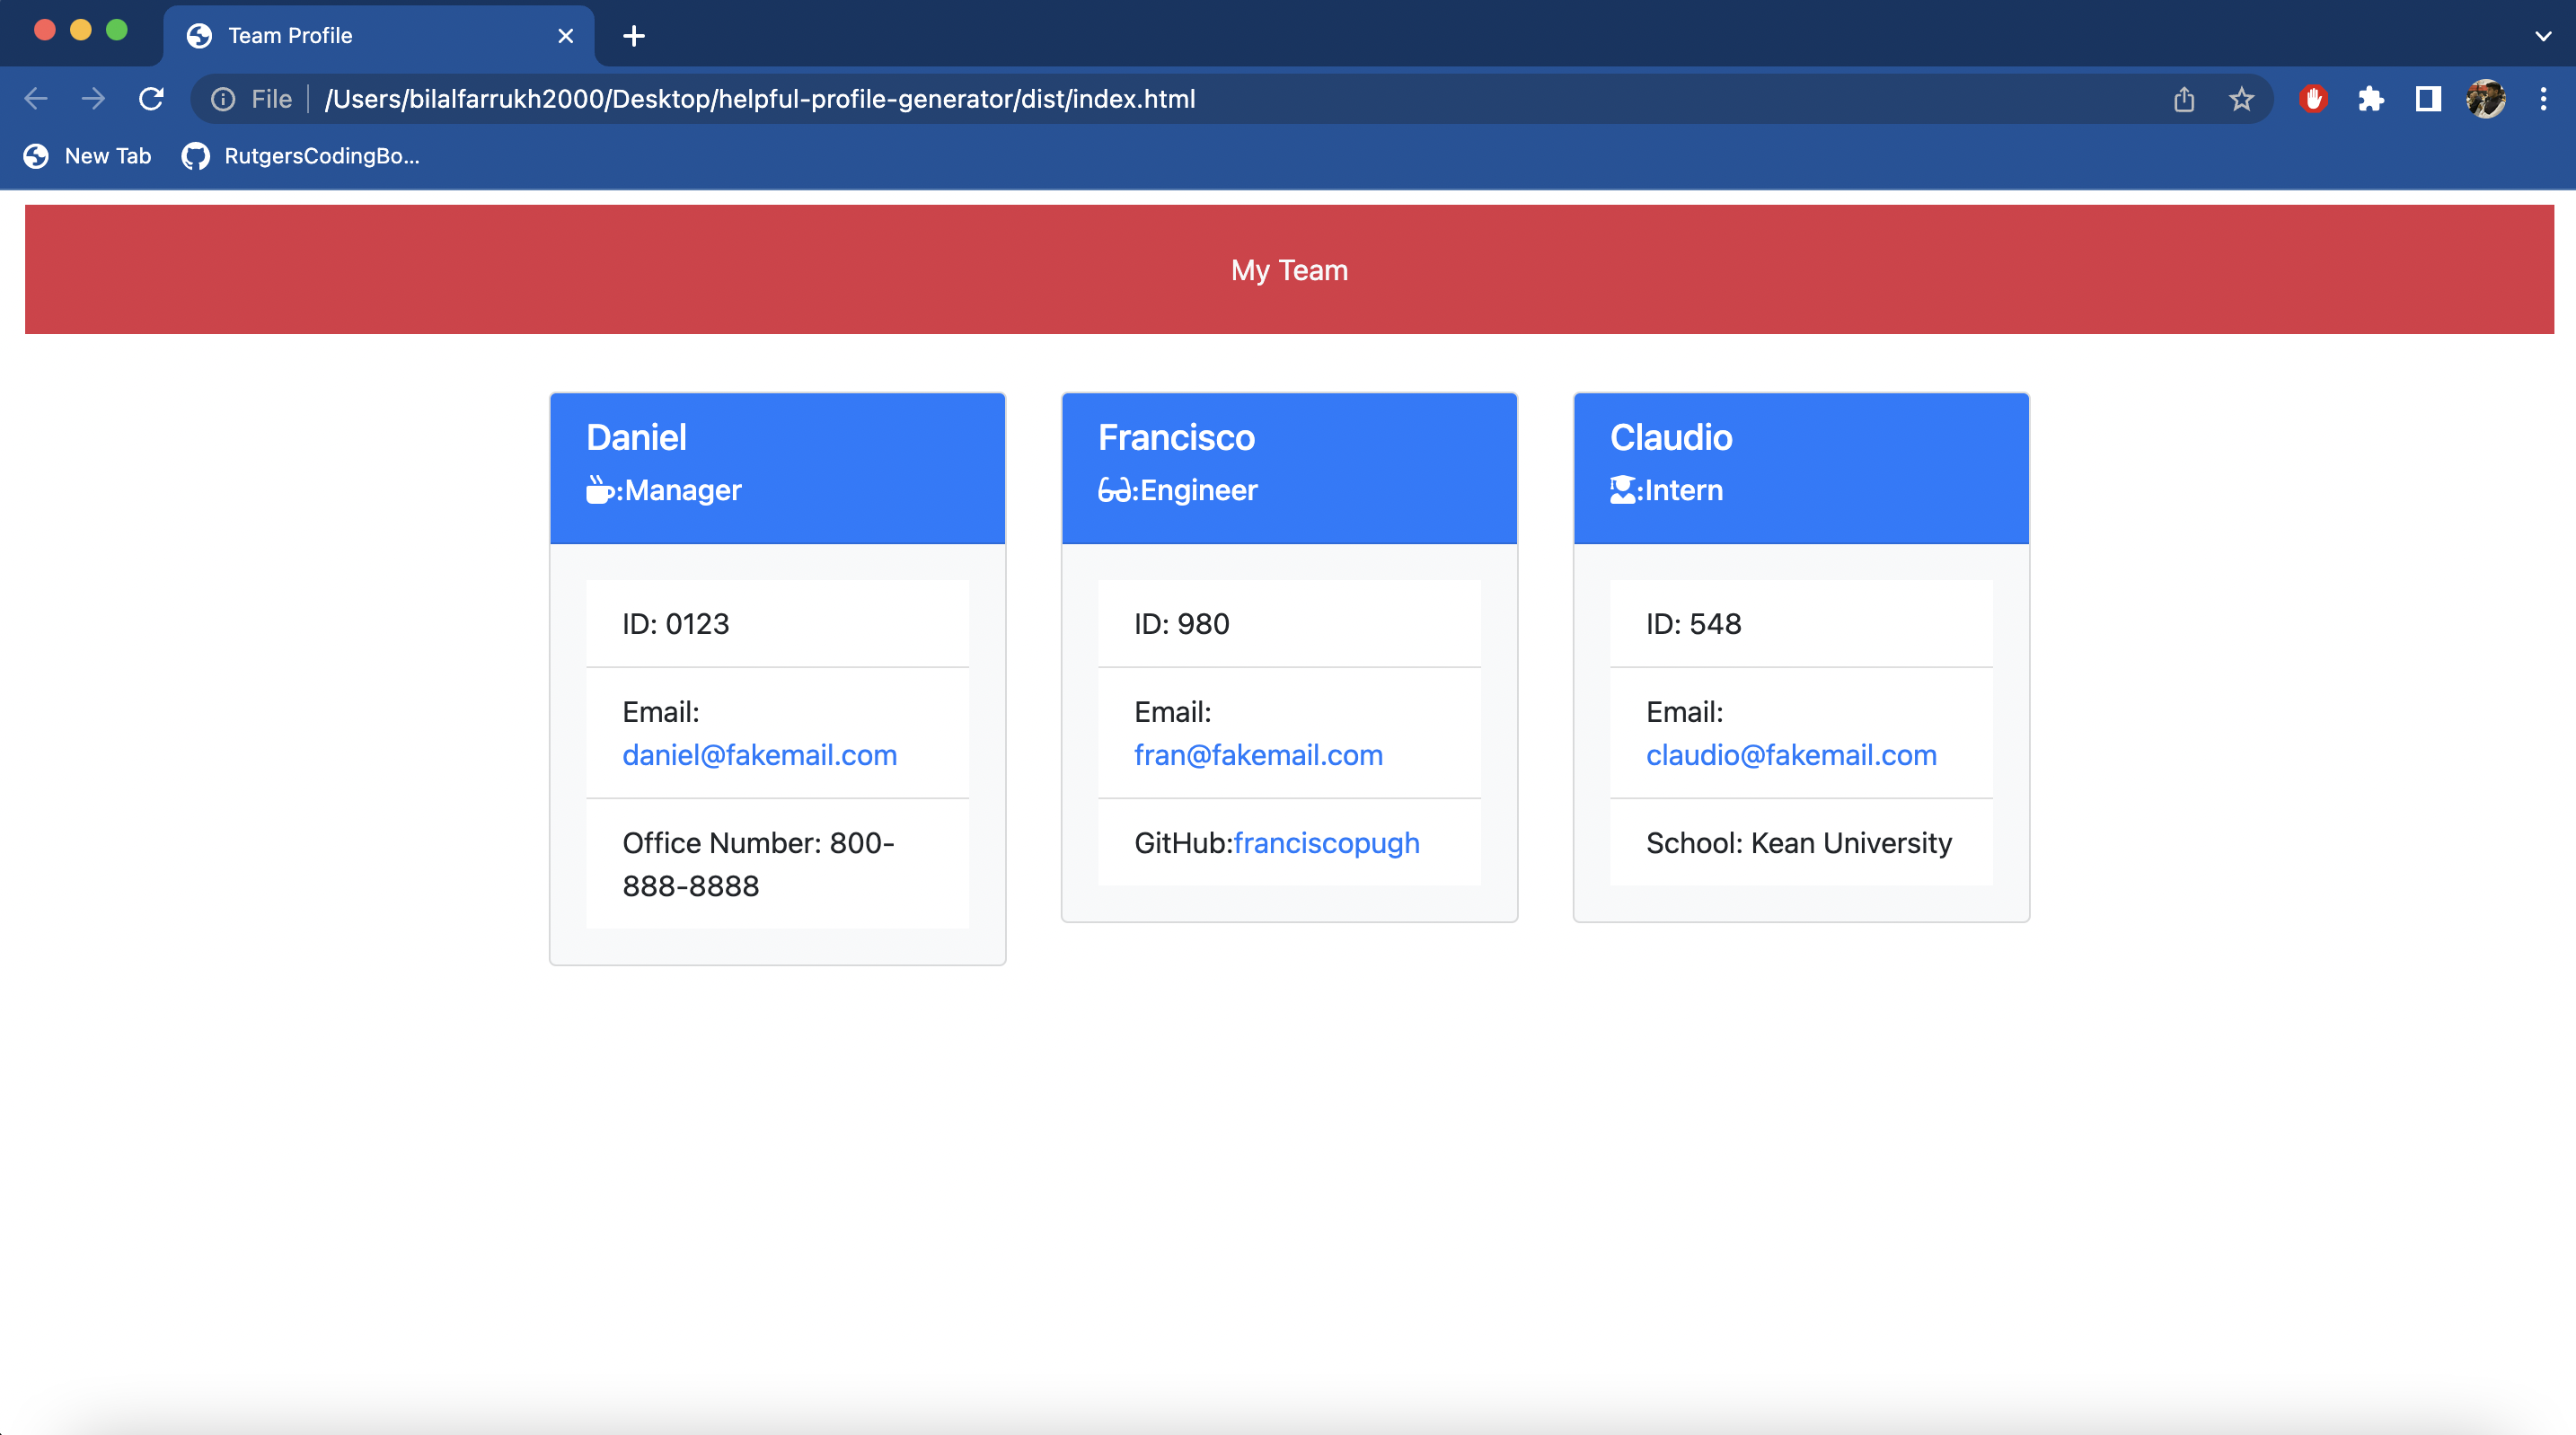 Team Profile
File /Users/bilalfarrukh2000/Desktop/helpful-profile-generator/dist/index.html
New Tab RutgersCodingBo...
My Team
Daniel
:Manager
ID: 0123
Email:
daniel@fakemail.com
Office Number: 800-
888-8888
Francisco
:Engineer
ID: 980
Email:
fran@fakemail.com
GitHub:franciscopugh
Claudio
:Intern
ID: 548
Email:
claudio@fakemail.com
School: Kean University